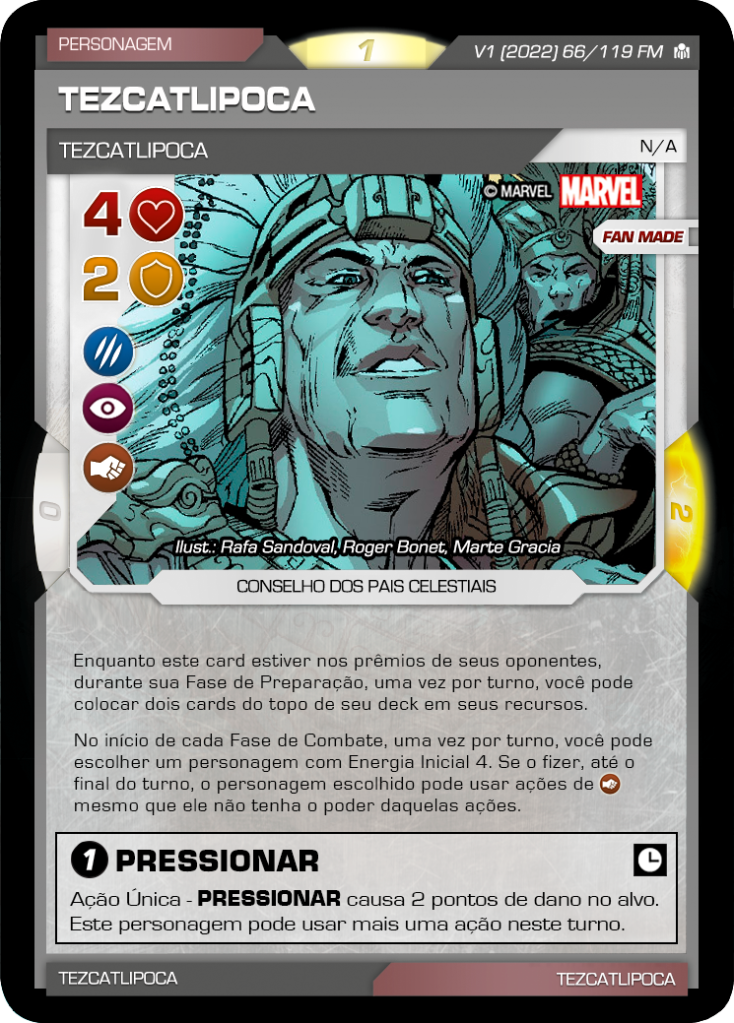 PERSONAGEM
1
V1 (2022) 66/119 FM
TEZCATLIPOCA
TEZCATLIPOCA
N/A
4
© MARVEL
MARVEL
FAN MADE
2
0
2
Ilust.: Rafa Sandoval, Roger Bonet, Marte Gracia
CONSELHO DOS PAIS CELESTIAIS
Enquanto este card estiver nos prêmios de seus oponentes,
durante sua Fase de Preparação, uma vez por turno, você pode
colocar dois cards do topo de seu deck em seus recursos.
No início de cada Fase de Combate, uma vez por turno, você pode
escolher um personagem com Energia Inicial 4. Se o fizer, até o
final do turno, o personagem escolhido pode usar ações de
mesmo que ele não tenha o poder daquelas ações.
1 PRESSIONAR
Ação Única - PRESSIONAR causa 2 pontos de dano no alvo.
Este personagem pode usar mais uma ação neste turno.
TEZCATLIPOCA
TEZCATLIPOCA